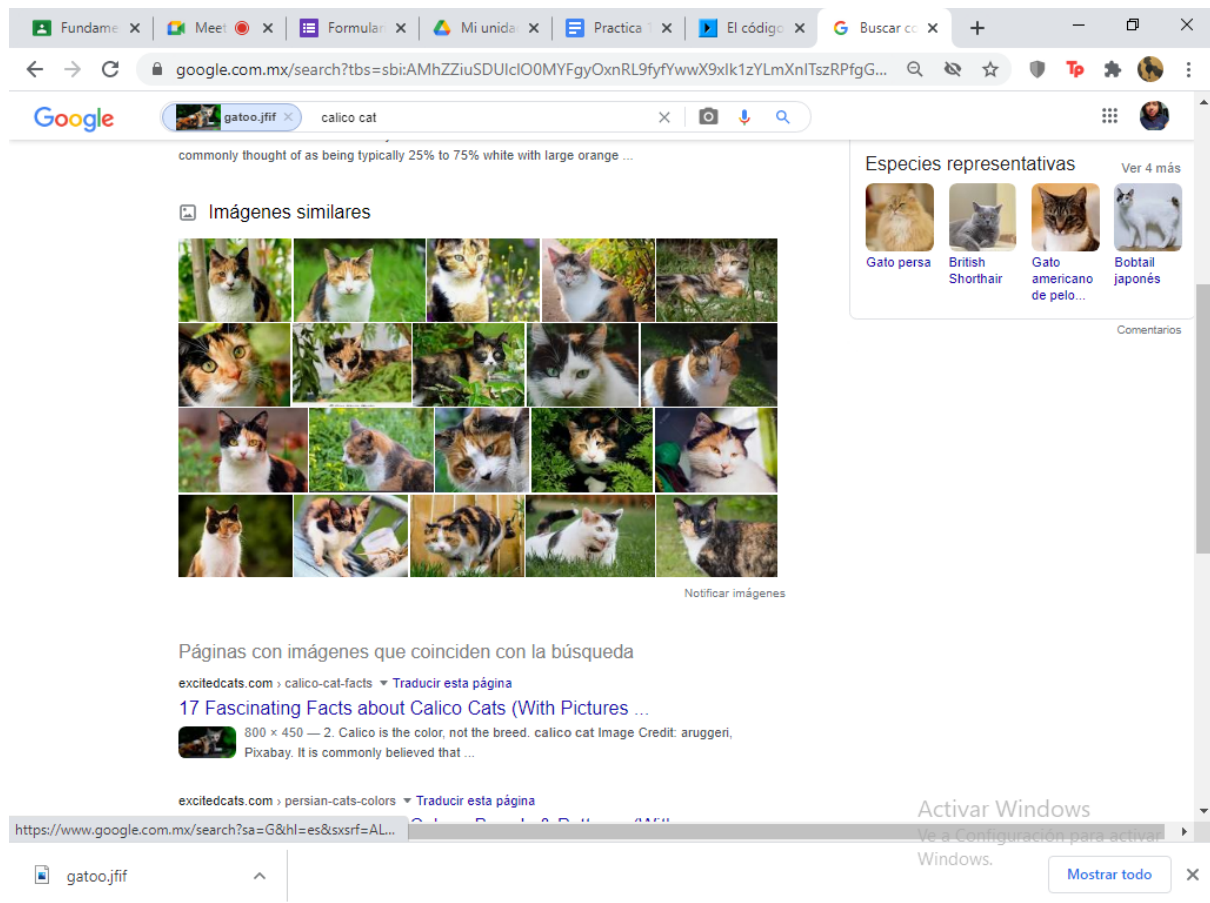 Fundame
Meet
Formular
Mi unida
Practica 1
El código
Buscar co
google.com.mx/search?tbs=sbi:AMhZZiuSDUIclO0MYFgyOxnRL9fyfYwwX9xIk1zYLmXnITszRPfgG...
Google
gatoo.jfif
calico cat
commonly thought of as being typically 25% to 75% white with large orange ...
Imágenes similares
Notificar imágenes
Especies representativas
Ver 4 más
Gato persa
British
Shorthair
Gato
americano
de pelo...
Bobtail
japonés
Comentarios
Páginas con imágenes que coinciden con la búsqueda
excitedcats.com › calico-cat-facts ▾ Traducir esta página
17 Fascinating Facts about Calico Cats (With Pictures ...
800 × 450 — 2. Calico is the color, not the breed. calico cat Image Credit: aruggeri,
Pixabay. It is commonly believed that ...
excitedcats.com › persian-cats-colors ▾ Traducir esta página
https://www.google.com.mx/search?sa=G&hl=es&sxsrf=AL...
Activar Windows
Ve a Configuración para activar
Windows.
gatoo.jfif
Mostrar todo